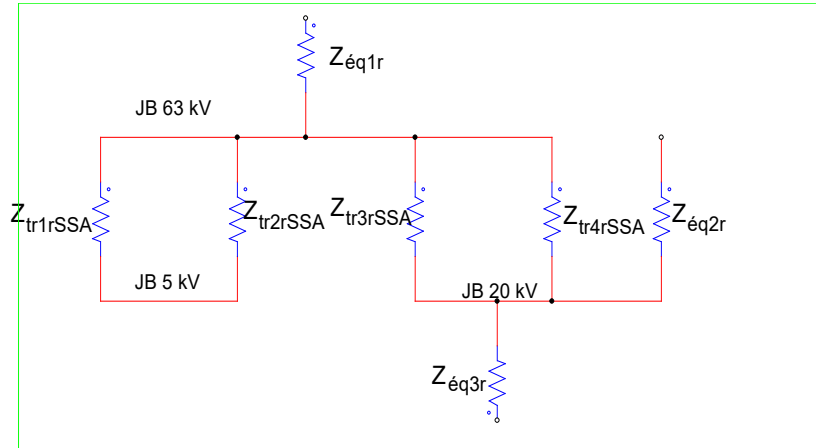 Zéq1r
JB 63 kV
Ztr1rSSA
Ztr2rSSA
Ztr3rSSA
Ztr4rSSA
Zéq2r
JB 5 kV
JB 20 kV
Zéq3r